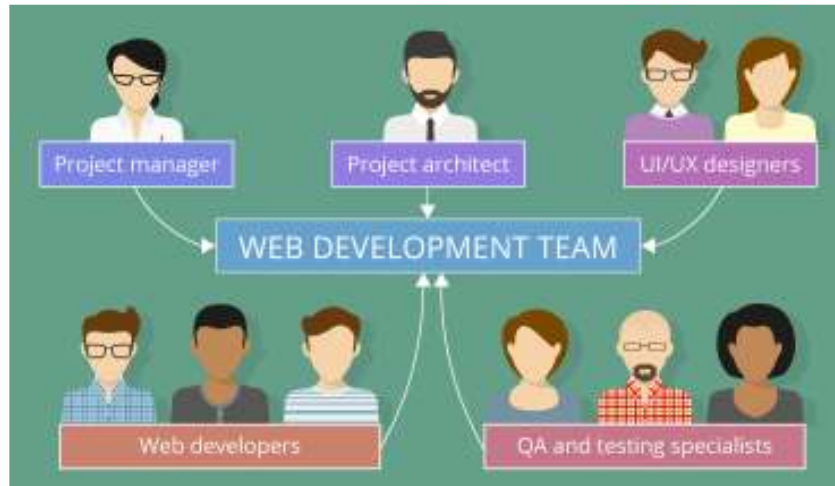 Project manager
Project architect
UI/UX designers
WEB DEVELOPMENT TEAM
Web developers
QA and testing specialists